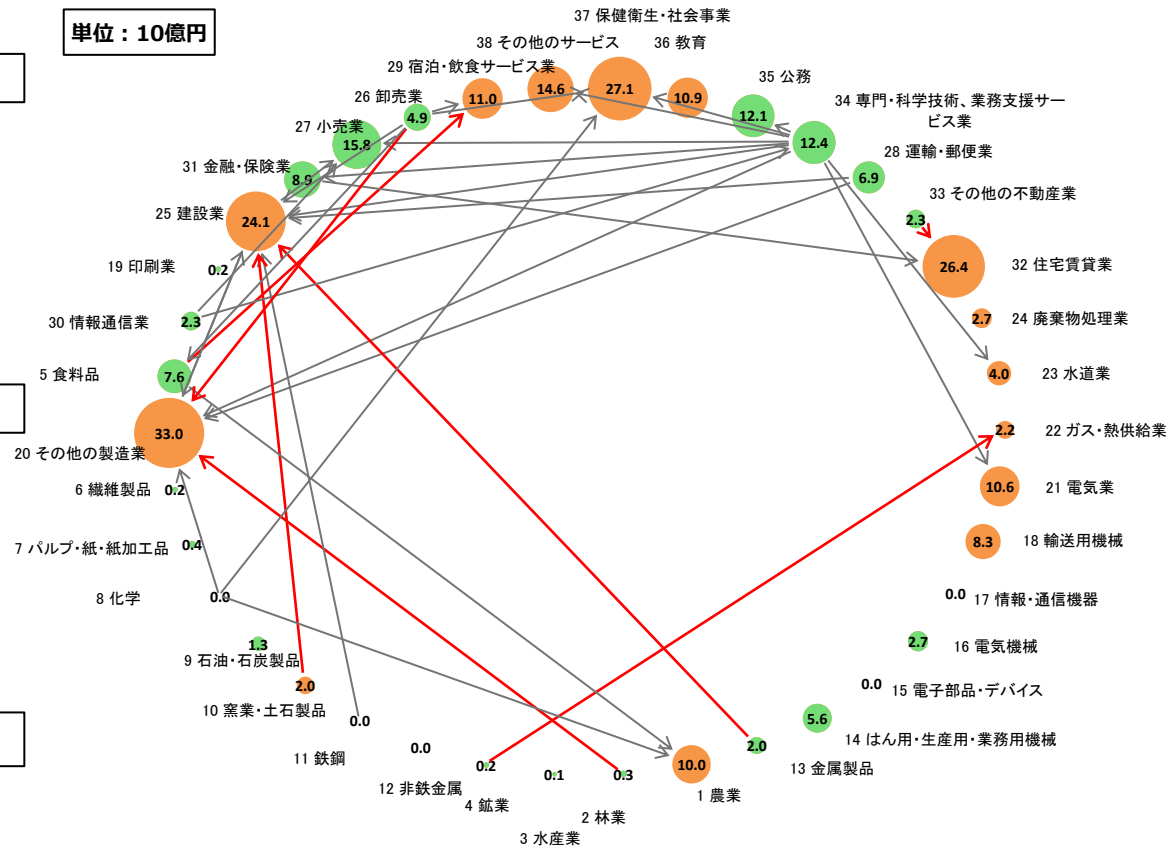 単位：10億円
37 保健衛生・社会事業
38 その他のサービス
36 教育
29 宿泊・飲食サービス業
35 公務
26 卸売業
34 専門・科学技術、業務支援サー
ビス業
27 小売業
28 運輸・郵便業
31 金融・保険業
33 その他の不動産業
25 建設業
32 住宅賃貸業
19 印刷業
24 廃棄物処理業
30 情報通信業
23 水道業
5 食料品
22 ガス・熱供給業
20 その他の製造業
21 電気業
6 繊維製品
18 輸送用機械
7 パルプ・紙・紙加工品
17 情報・通信機器
8 化学
16 電気機械
9 石油・石炭製品
15 電子部品・デバイス
10 窯業・土石製品
14 はん用・生産用・業務用機械
11 鉄鋼
13 金属製品
12 非鉄金属
1 農業
4 鉱業
2 林業
3 水産業
27.1
14.6
10.9
11.0
12.1
4.9
12.4
15.8
6.9
8.9
2.3
24.1
26.4
0.2
2.7
2.3
4.0
7.6
2.2
33.0
10.6
0.2
8.3
0.4
0.0
0.0
2.7
1.3
0.0
2.0
5.6
0.0
2.0
0.0
10.0
0.2
0.1
0.3